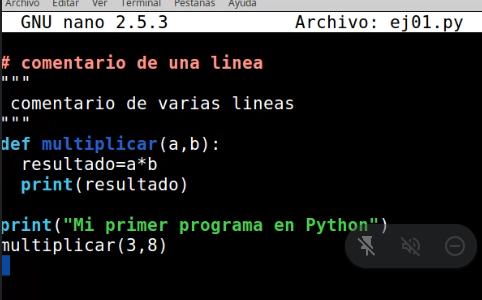 Archivo Editar Ver Terminal Pestañas Ayuda
GNU nano 2.5.3 Archivo: ej01.py
# comentario de una linea
"""
comentario de varias lineas
"""
def multiplicar(a,b):
  resultado=a*b
  print(resultado)
print("Mi primer programa en Python")
multiplicar(3,8)